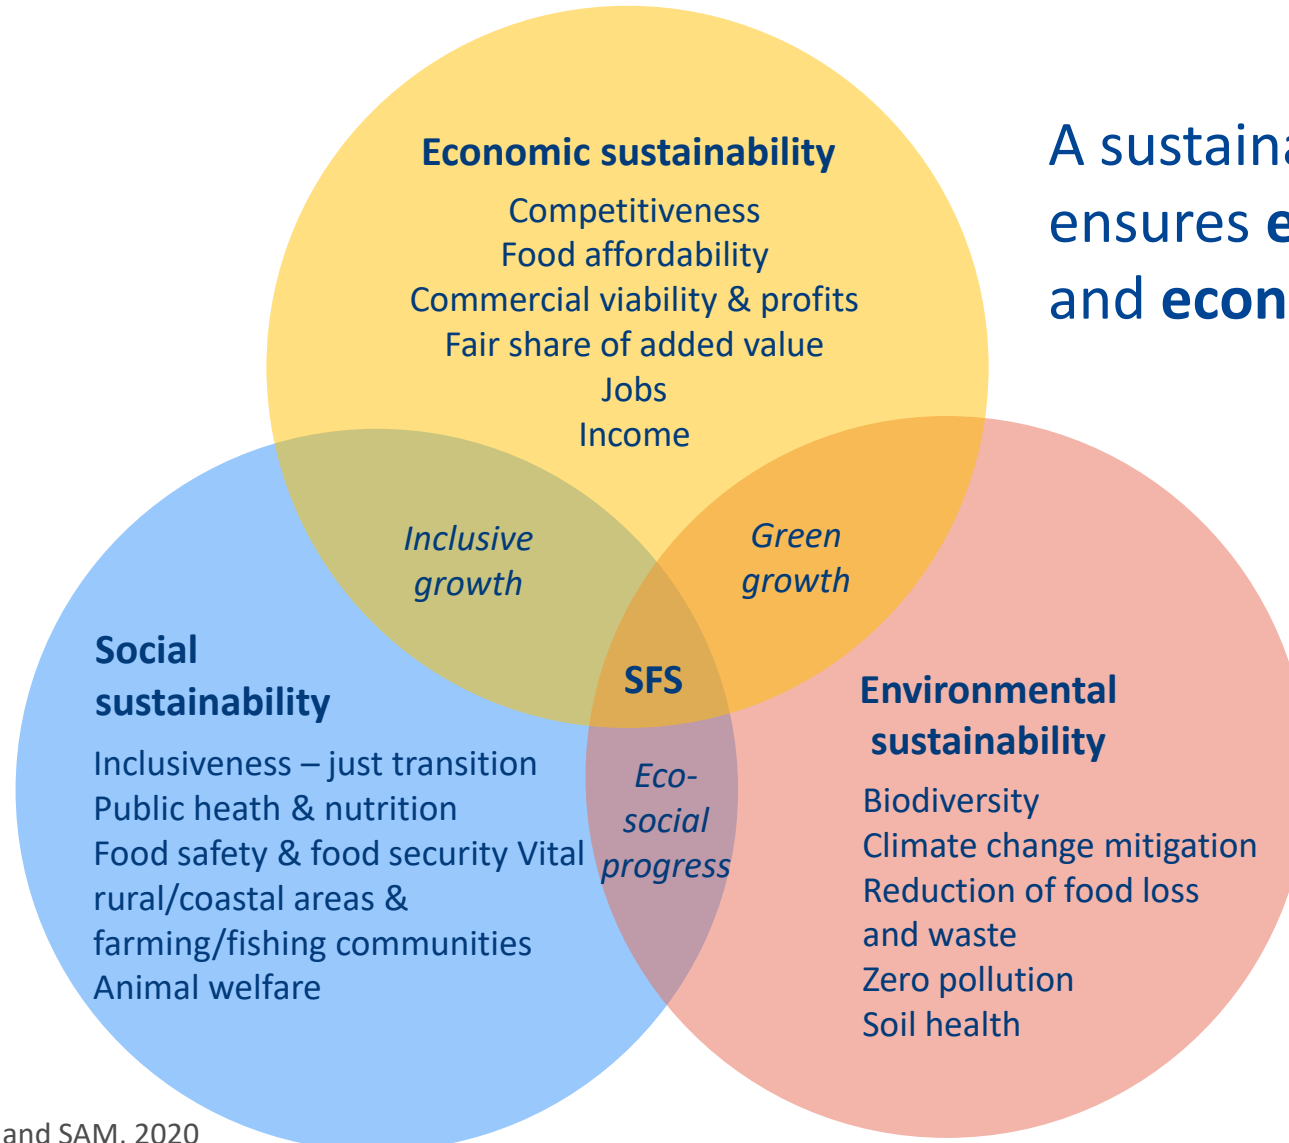 Economic sustainability
Competitiveness
Food affordability
Commercial viability & profits
Fair share of added value
Jobs
Income
A sustaina
ensures e
and econ
Inclusive
growth
Green
growth
Social
sustainability
Inclusiveness – just transition
Public heath & nutrition
Food safety & food security Vital
rural/coastal areas &
farming/fishing communities
Animal welfare
SFS
Eco-
social
progress
Environmental
sustainability
Biodiversity
Climate change mitigation
Reduction of food loss
and waste
Zero pollution
Soil health
and SAM, 2020